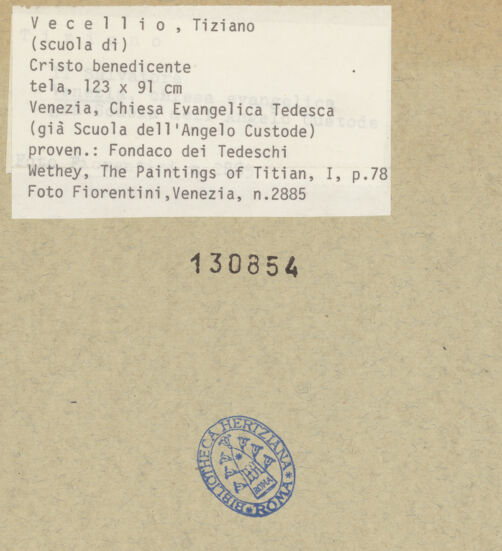 V e c e l l i o , Tiziano
(scuola di)
Cristo benedicente
tela, 123 x 91 cm
Venezia, Chiesa Evangelica Tedesca
(già Scuola dell'Angelo Custode)
proven.: Fondaco dei Tedeschi
Wethey, The Paintings of Titian, I, p.78
Foto Fiorentini,Venezia, n.2885
130854
BIBLIOTHECA HERTZIANA
ROMA
ROMA